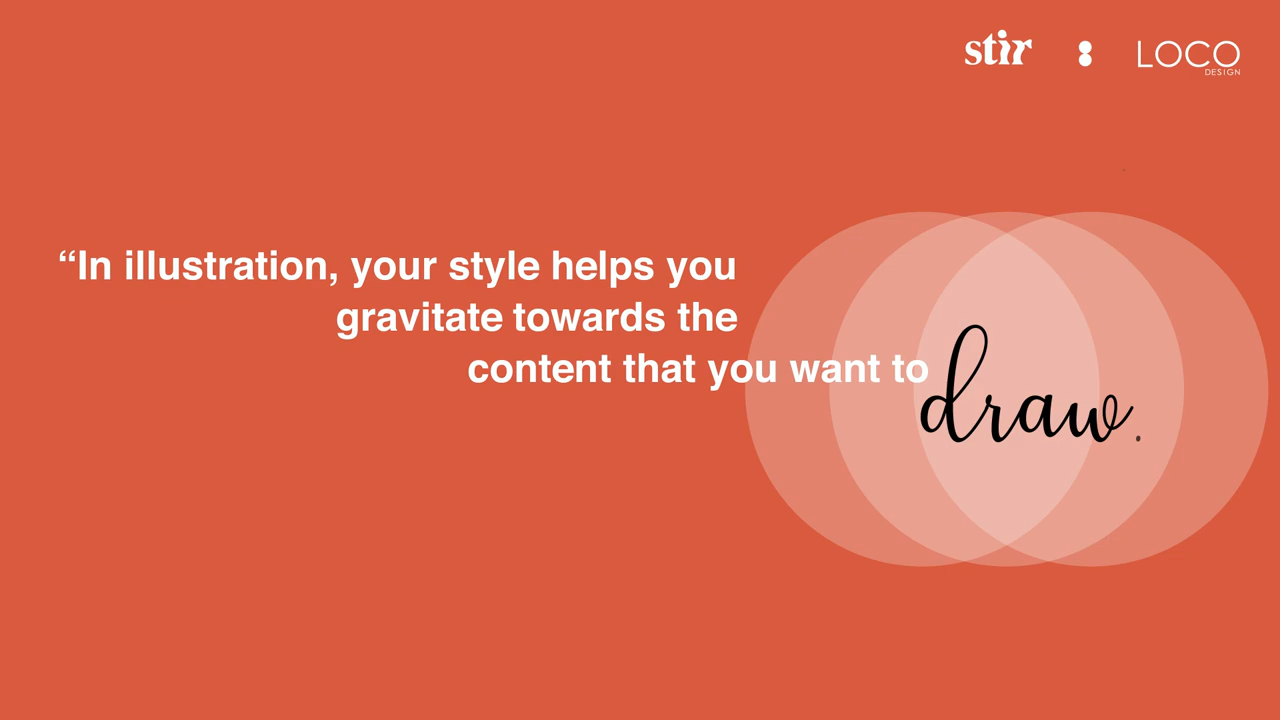 stir
LOCO
DESIGN
“In illustration, your style helps you
gravitate towards the
content that you want to
draw.